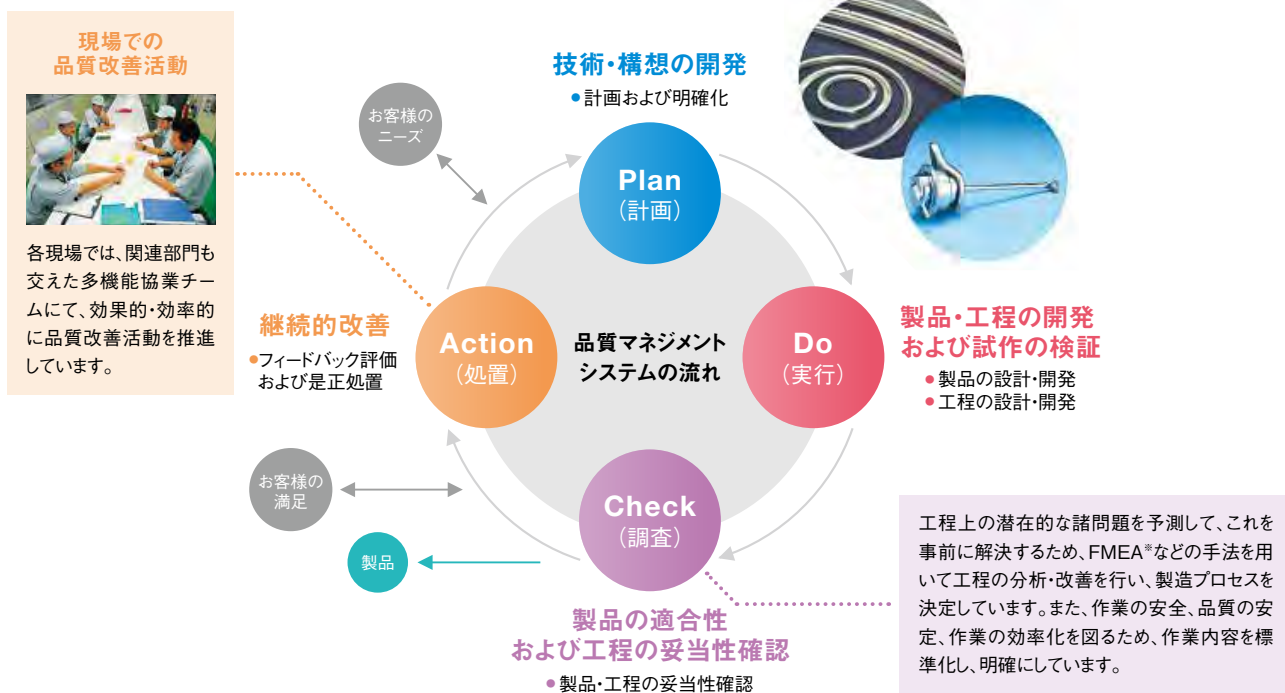 現場での
品質改善活動
各現場では、関連部門も
交えた多機能協業チー
ムにて、効果的・効率的
に品質改善活動を推進
しています。
お客様の
ニーズ
技術・構想の開発
●計画および明確化
Plan
（計画）
継続的改善
●フィードバック評価
および是正処置
Action
（処置）
品質マネジメント
システムの流れ
Do
（実行）
製品・工程の開発
および試作の検証
●製品の設計・開発
●工程の設計・開発
お客様の
満足
製品
Check
（調査）
製品の適合性
および工程の妥当性確認
●製品・工程の妥当性確認
工程上の潜在的な諸問題を予測して、これを
事前に解決するため、FMEA※などの手法を用
いて工程の分析・改善を行い、製造プロセスを
決定しています。また、作業の安全、品質の安
定、作業の効率化を図るため、作業内容を標
準化し、明確にしています。